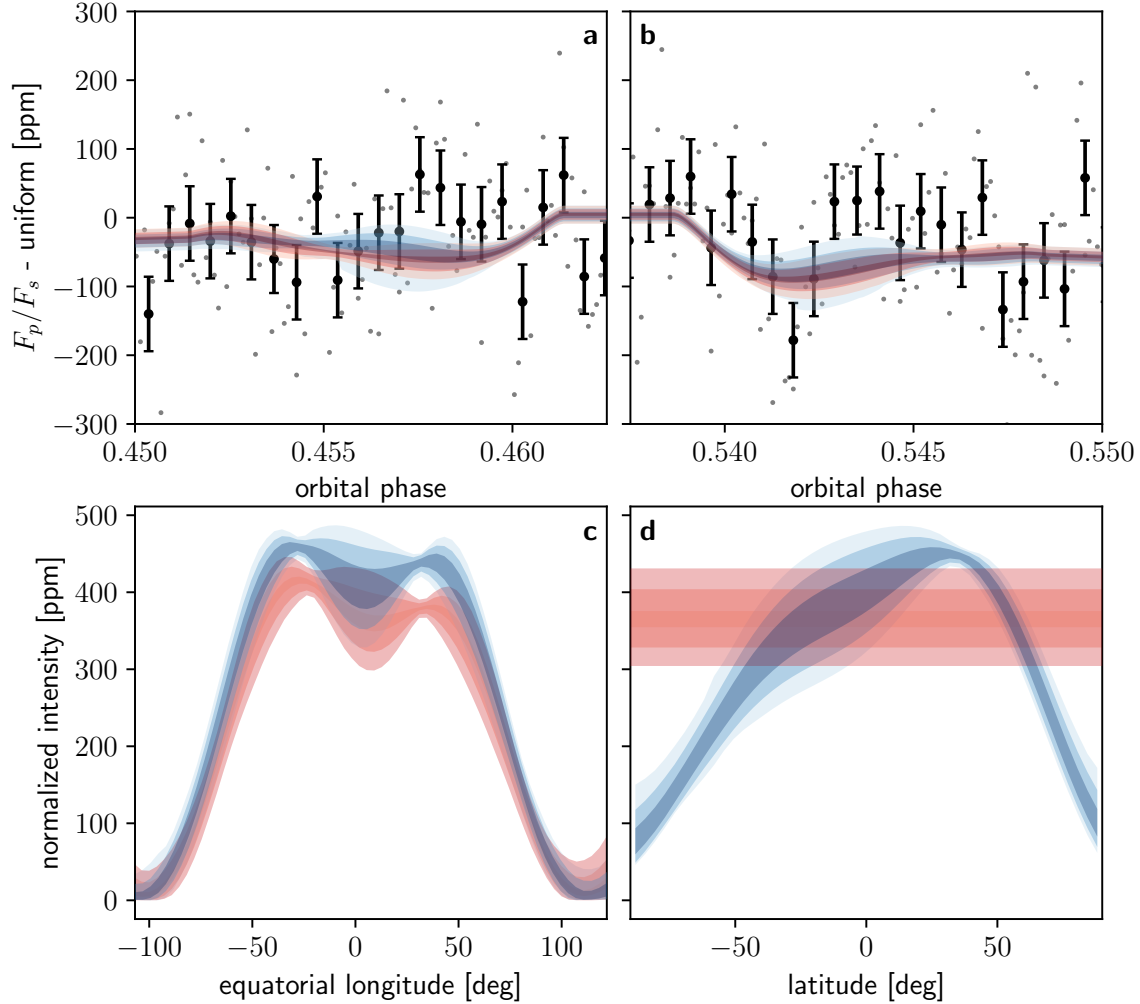 300
200
100
0
−100
−200
−300
F_p/F_s - uniform [ppm]
a
b
0.450
0.455
0.460
0.540
0.545
0.550
orbital phase
orbital phase
500
400
300
200
100
0
normalized intensity [ppm]
c
d
−100
−50
0
50
100
−50
0
50
equatorial longitude [deg]
latitude [deg]